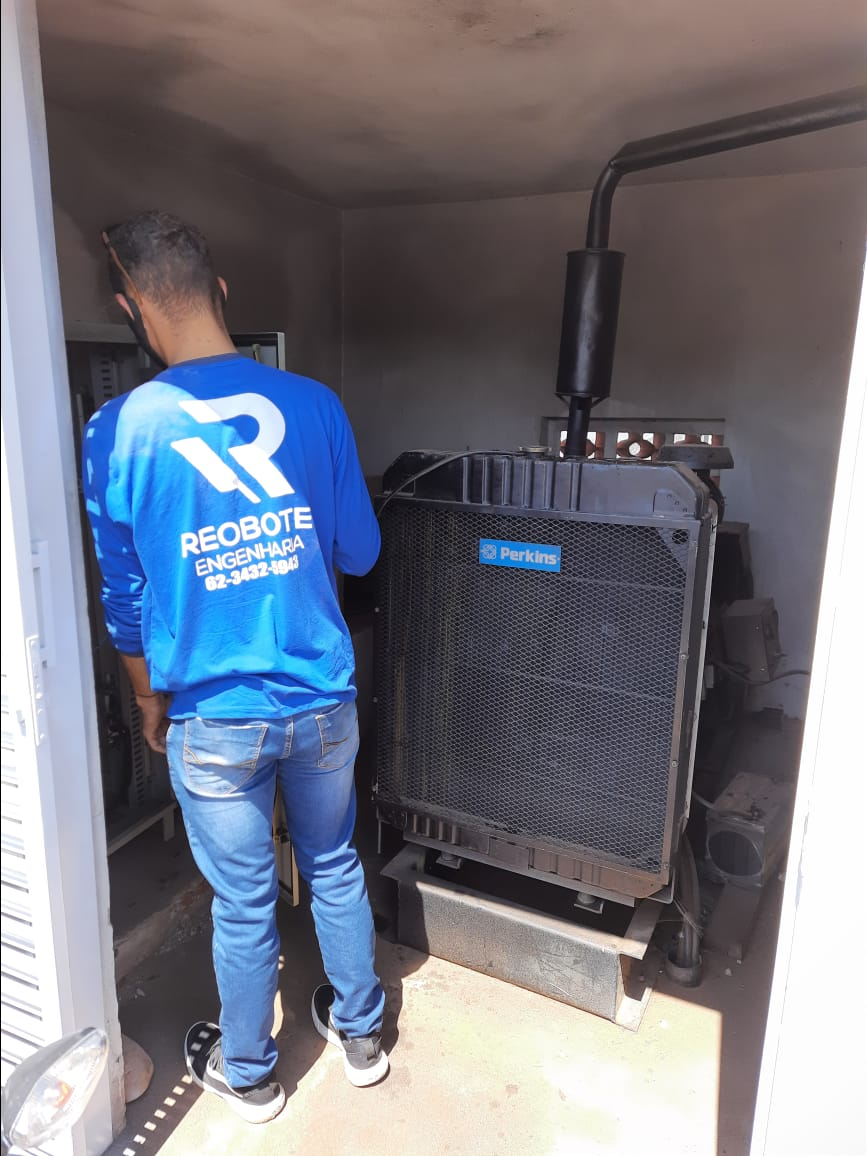 REOBOTE
ENGENHARIA
62-3432-5943
Perkins